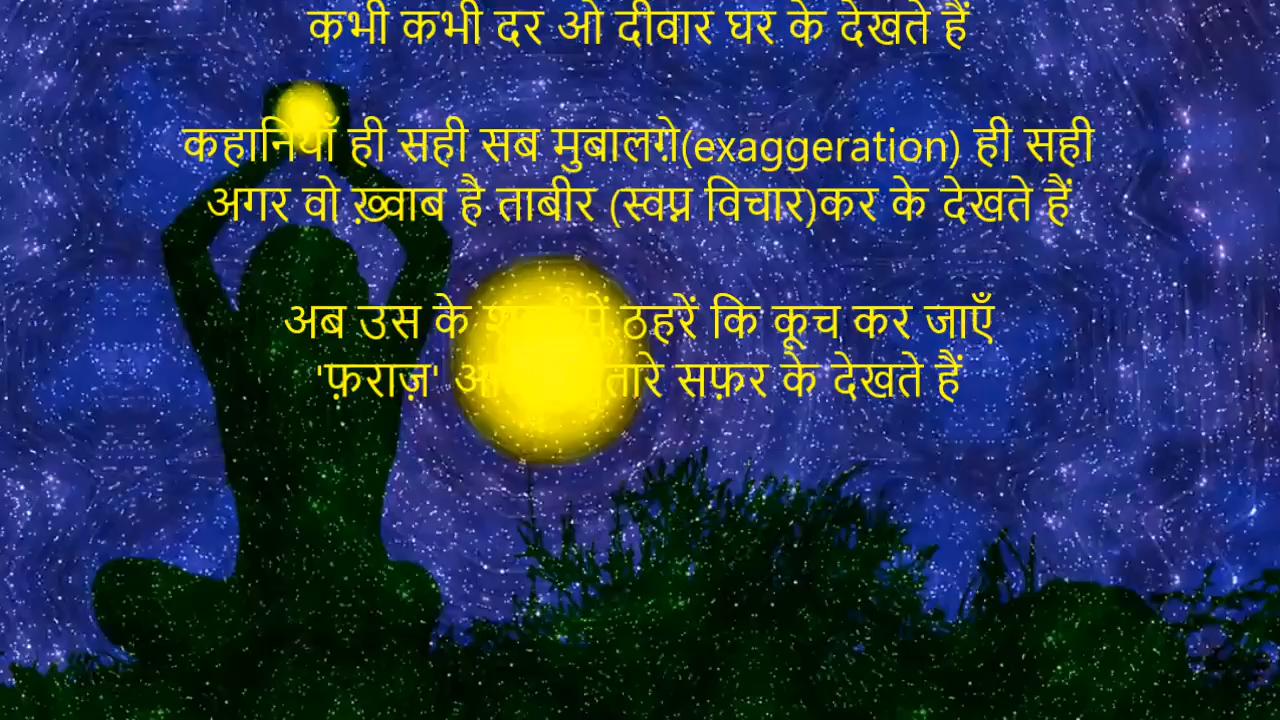 कभी कभी दर ओ दीवार घर के देखते हैं
कहानियाँ ही सही सब मुबालग़े(exaggeration) ही सही
अगर वो ख़्वाब है ताबीर (स्वप्न विचार)कर के देखते हैं
अब उस के में ठहरें कि कूच कर जाएँ
'फ़राज़' सफ़र के देखते हैं